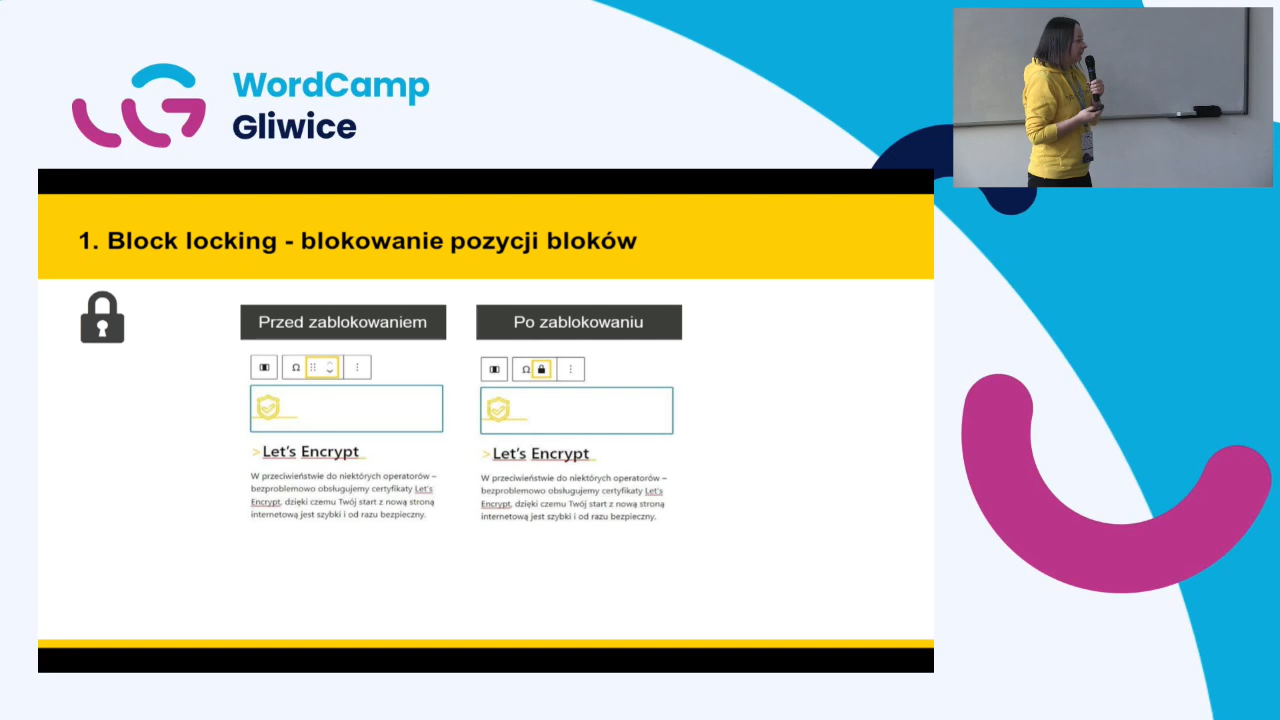 WordCamp
Gliwice
1. Block locking - blokowanie pozycji bloków
Przed zablokowaniem
Po zablokowaniu
>Let's Encrypt
W przeciwieństwie do niektórych operatorów –
bezproblemowo obsługujemy certyfikaty Let's
Encrypt, dzięki czemu Twój start z nową stroną
internetową jest szybki i od razu bezpieczny.
>Let's Encrypt
W przeciwieństwie do niektórych operatorów –
bezproblemowo obsługujemy certyfikaty Let's
Encrypt, dzięki czemu Twój start z nową stroną
internetową jest szybki i od razu bezpieczny.